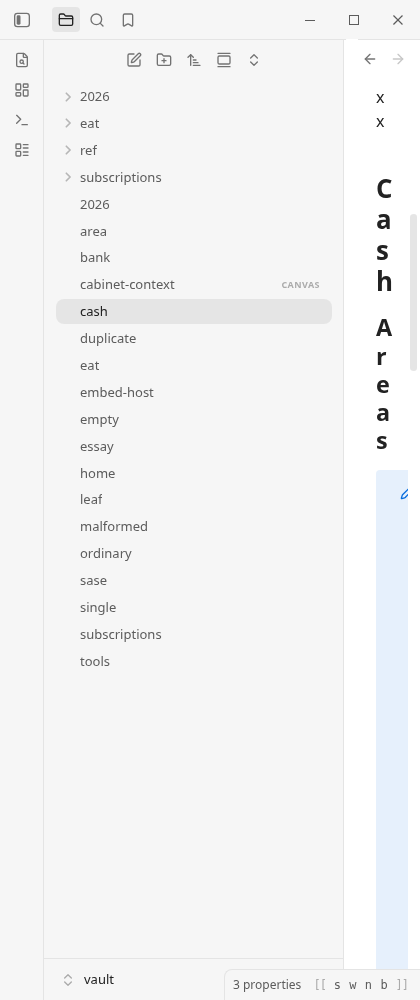 2026
eat
ref
subscriptions
2026
area
bank
cabinet-context CANVAS
cash
duplicate
eat
embed-host
empty
essay
home
leaf
malformed
ordinary
sase
single
subscriptions
tools
vault
x
x
C
a
s
h
A
r
e
a
s
3 properties [[ s w n b ]]